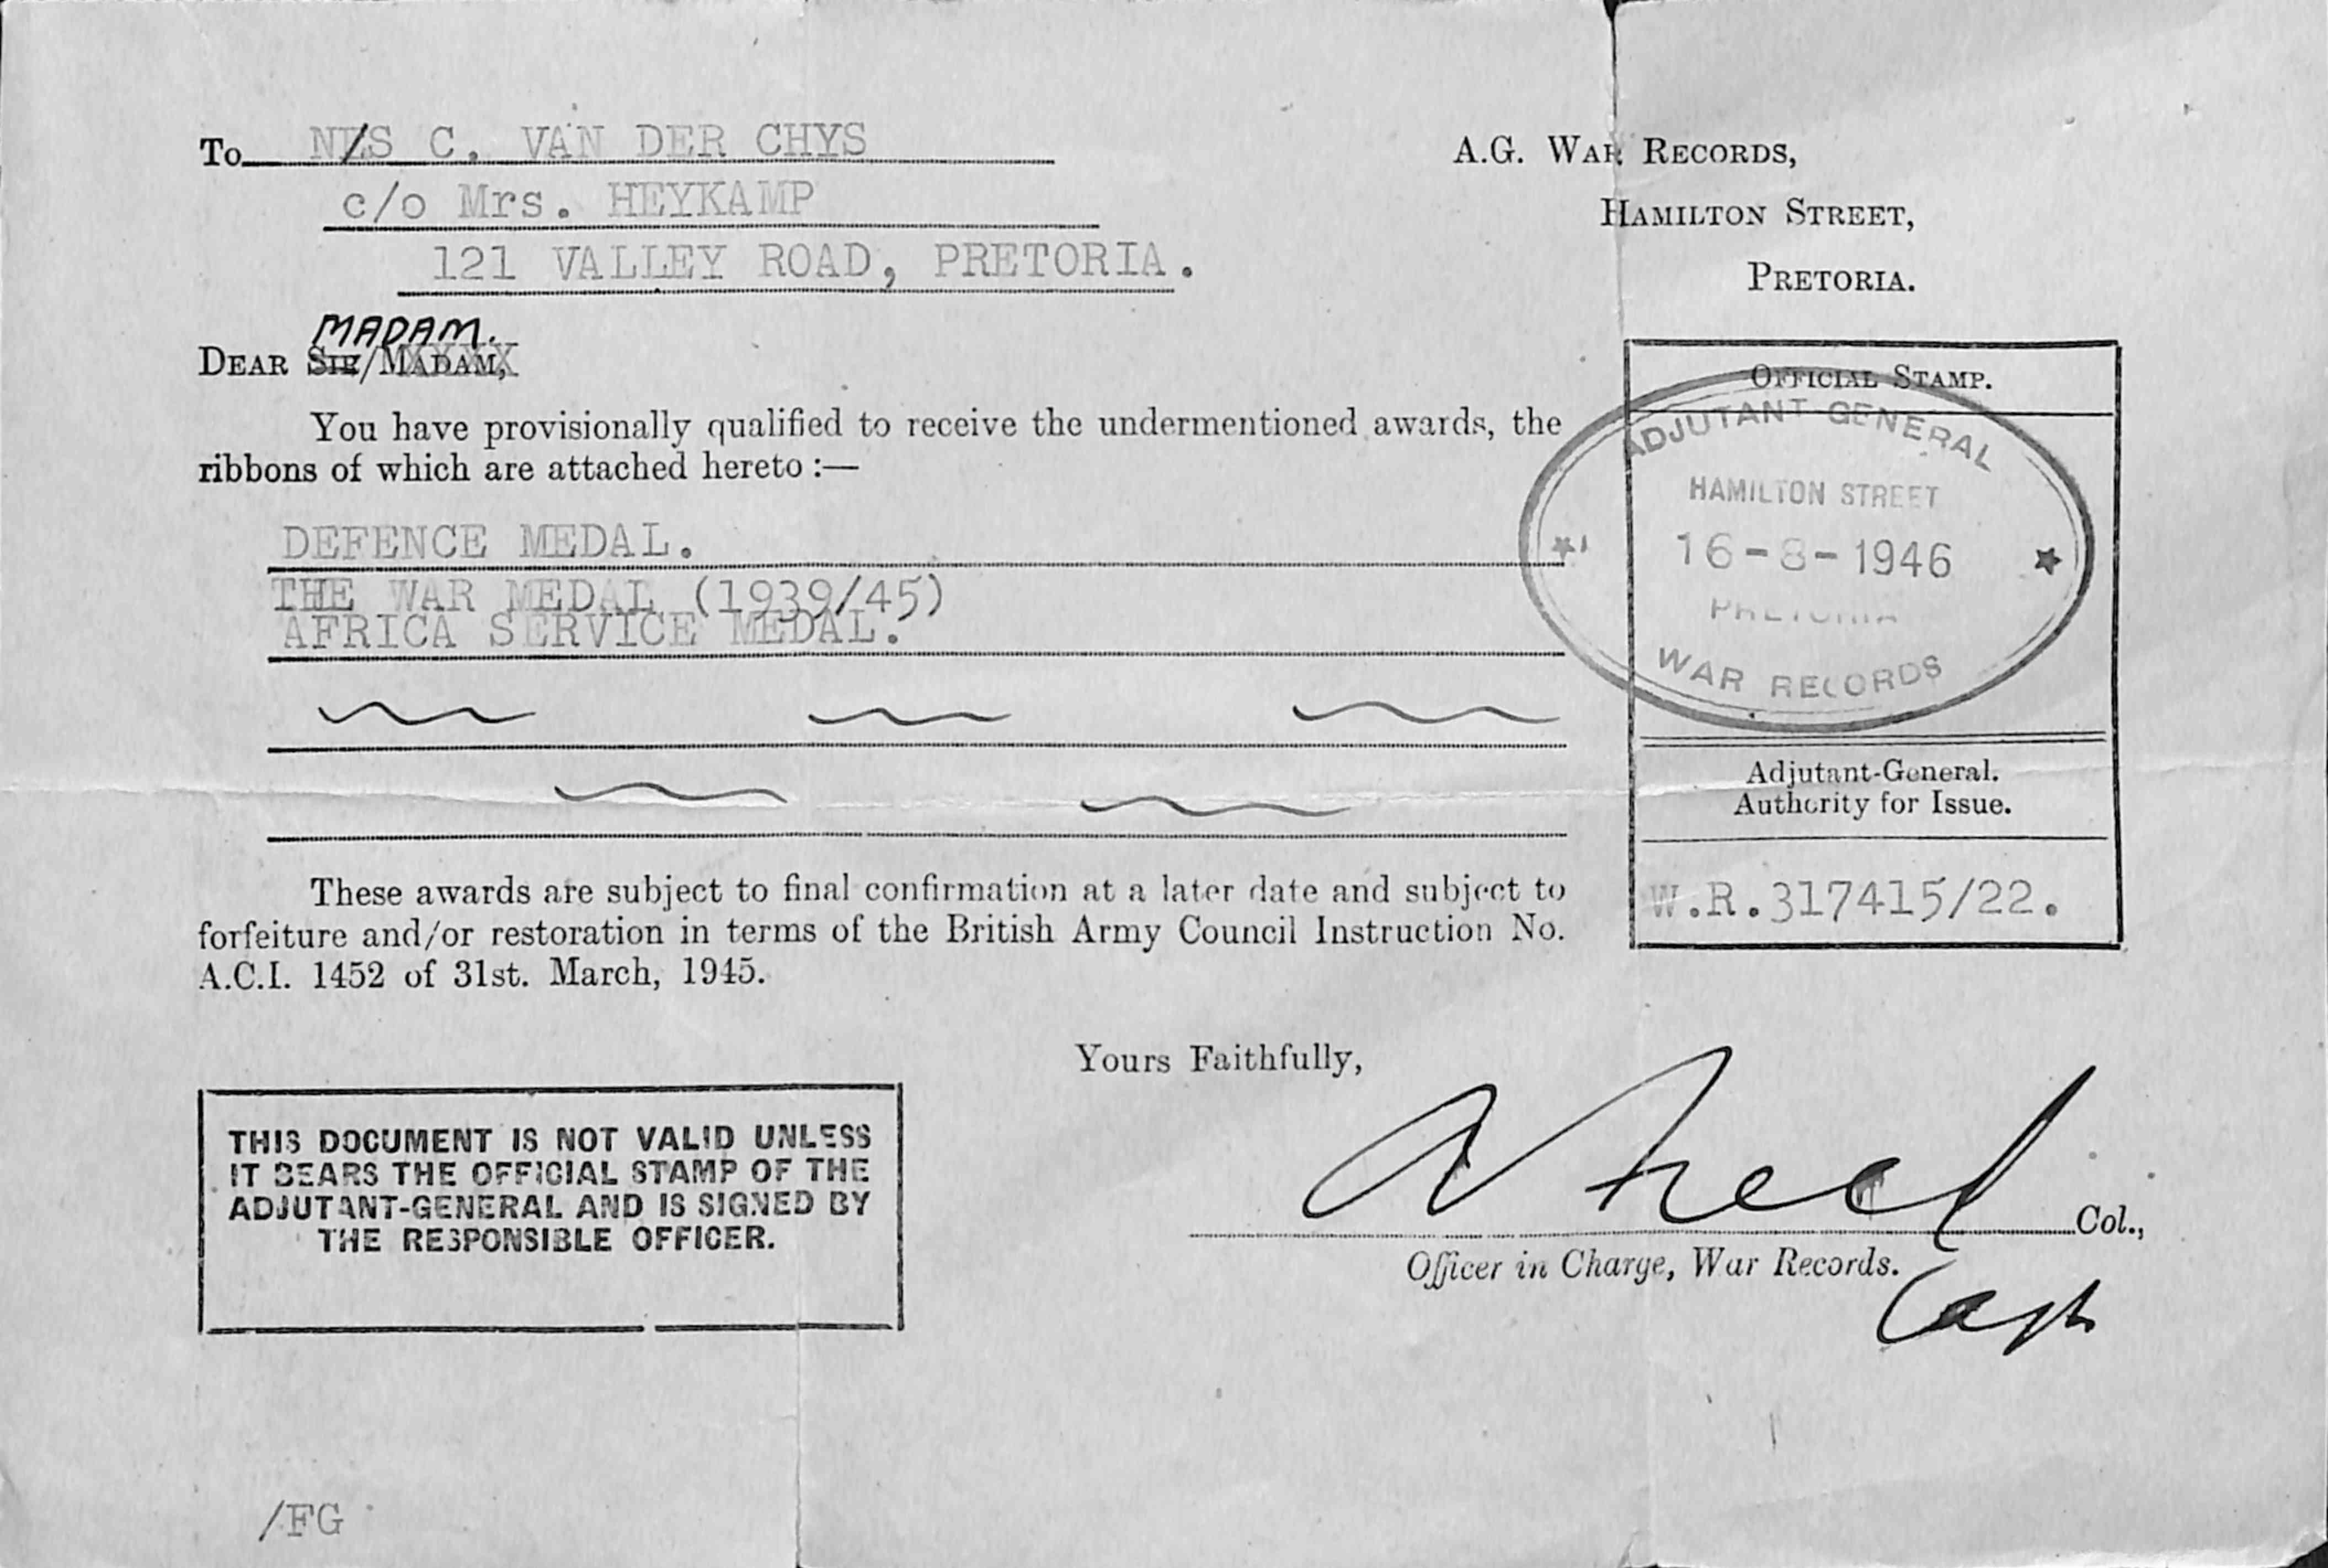 To N/S C. VAN DER CHYS
c/o Mrs. HEYKAMP
121 VALLEY ROAD, PRETORIA.
A.G. WAR RECORDS,
HAMILTON STREET,
PRETORIA.
MADAM.
DEAR SIR/MADAM,
You have provisionally qualified to receive the undermentioned awards, the
ribbons of which are attached hereto :—
DEFENCE MEDAL.
THE WAR MEDAL (1939/45)
AFRICA SERVICE MEDAL.
OFFICIAL STAMP.
ADJUTANT GENERAL
HAMILTON STREET
16-8-1946
PRETORIA
WAR RECORDS
Adjutant-General.
Authority for Issue.
W.R.317415/22.
These awards are subject to final confirmation at a later date and subject to
forfeiture and/or restoration in terms of the British Army Council Instruction No.
A.C.I. 1452 of 31st. March, 1945.
Yours Faithfully,
Col.,
Officer in Charge, War Records.
Capt
THIS DOCUMENT IS NOT VALID UNLESS
IT BEARS THE OFFICIAL STAMP OF THE
ADJUTANT-GENERAL AND IS SIGNED BY
THE RESPONSIBLE OFFICER.
/FG